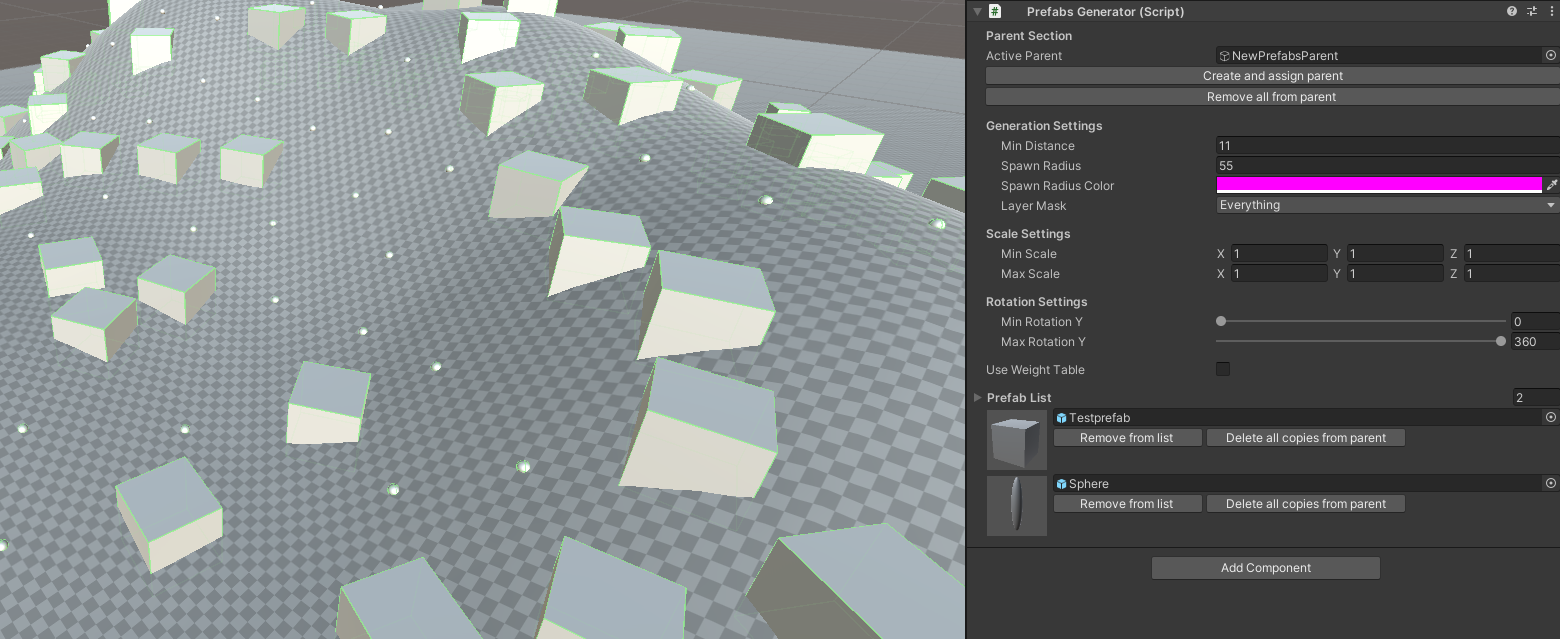 # Prefabs Generator (Script)
Parent Section
Active Parent NewPrefabsParent
Create and assign parent
Remove all from parent
Generation Settings
Min Distance 11
Spawn Radius 55
Spawn Radius Color
Layer Mask Everything
Scale Settings
Min Scale X 1 Y 1 Z 1
Max Scale X 1 Y 1 Z 1
Rotation Settings
Min Rotation Y 0
Max Rotation Y 360
Use Weight Table
Prefab List 2
Testprefab
Remove from list Delete all copies from parent
Sphere
Remove from list Delete all copies from parent
Add Component